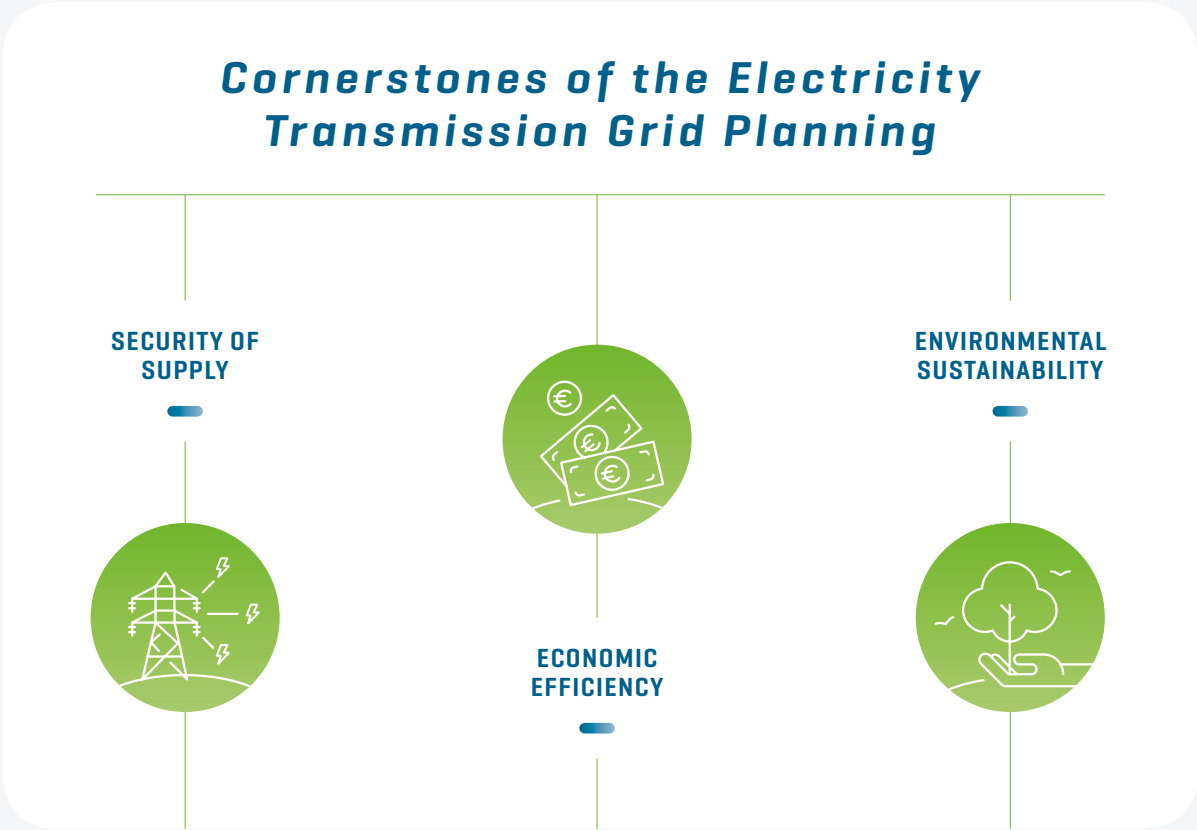 Cornerstones of the Electricity
Transmission Grid Planning
SECURITY OF
SUPPLY
ENVIRONMENTAL
SUSTAINABILITY
€
€
€
ECONOMIC
EFFICIENCY